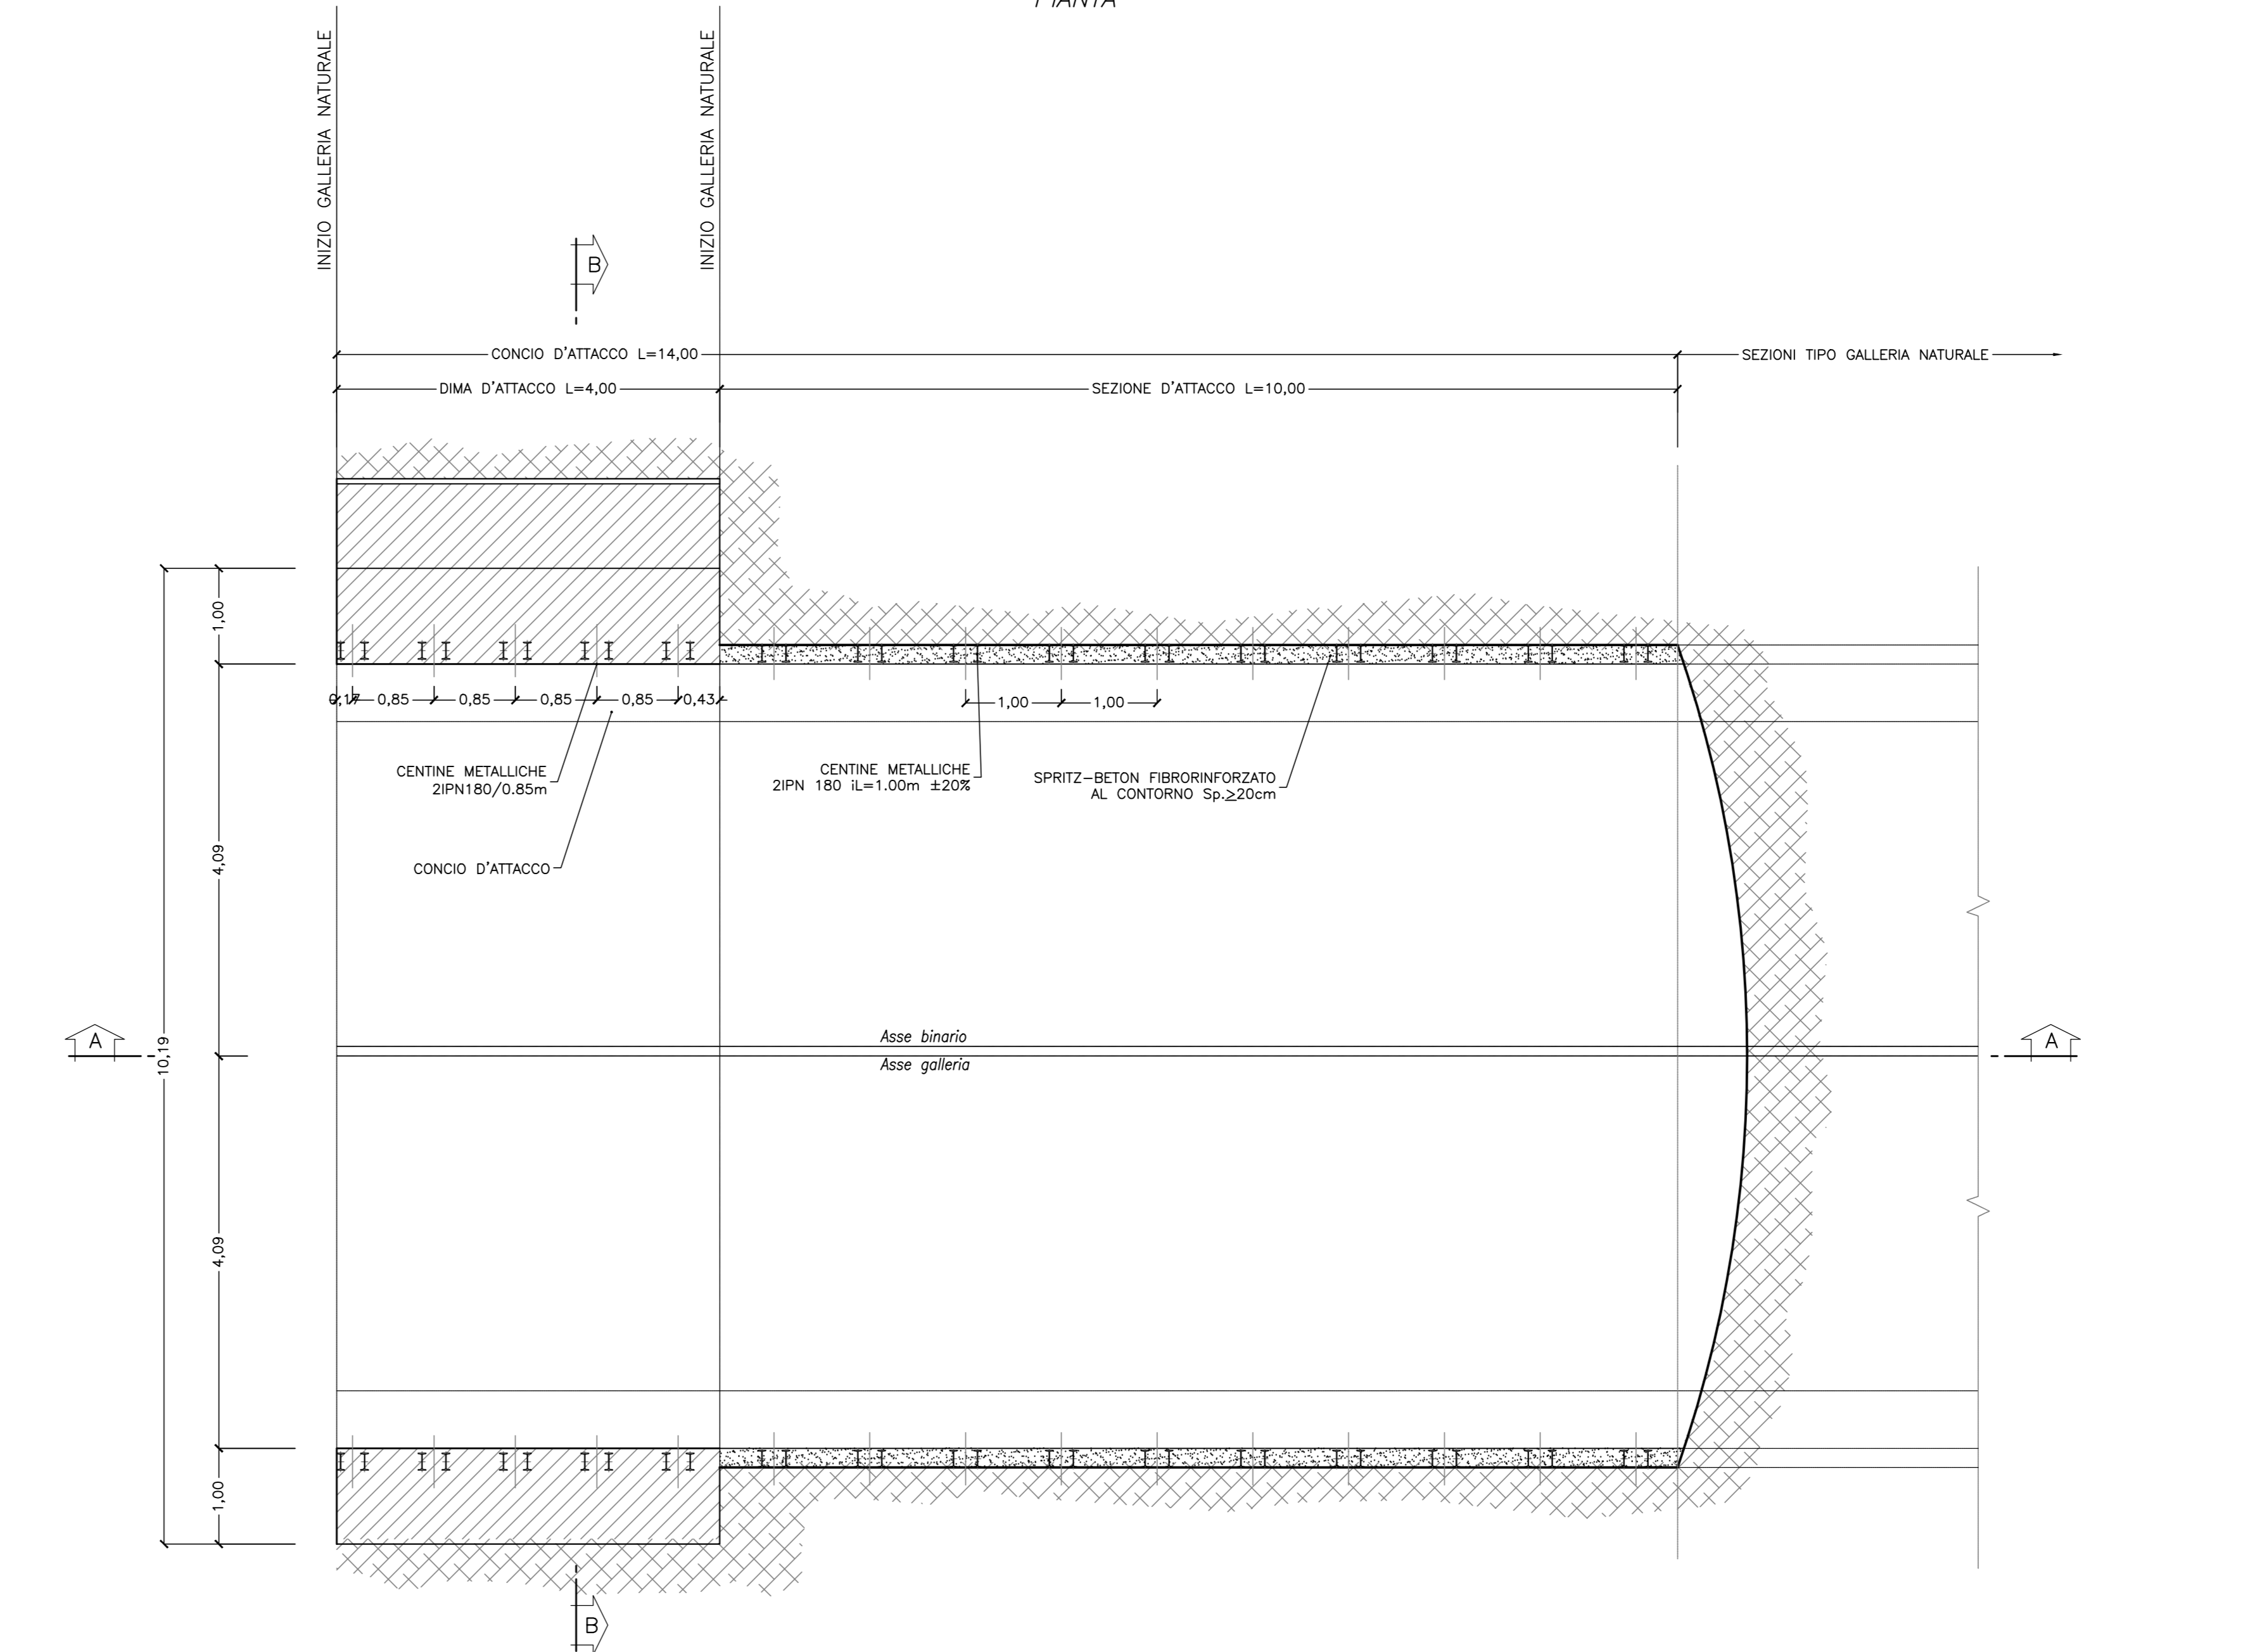 PIANTA
INIZIO GALLERIA NATURALE
INIZIO GALLERIA NATURALE
B
CONCIO D'ATTACCO L=14,00
SEZIONI TIPO GALLERIA NATURALE
DIMA D'ATTACCO L=4,00
SEZIONE D'ATTACCO L=10,00
1,00
0,17
0,85
0,85
0,85
0,85
0,43
1,00
1,00
CENTINE METALLICHE
2IPN180/0.85m
CENTINE METALLICHE
2IPN 180 iL=1.00m ±20%
SPRITZ-BETON FIBRORINFORZATO
AL CONTORNO Sp.≥20cm
CONCIO D'ATTACCO
4,09
A
10,19
Asse binario
Asse galleria
A
4,09
1,00
B